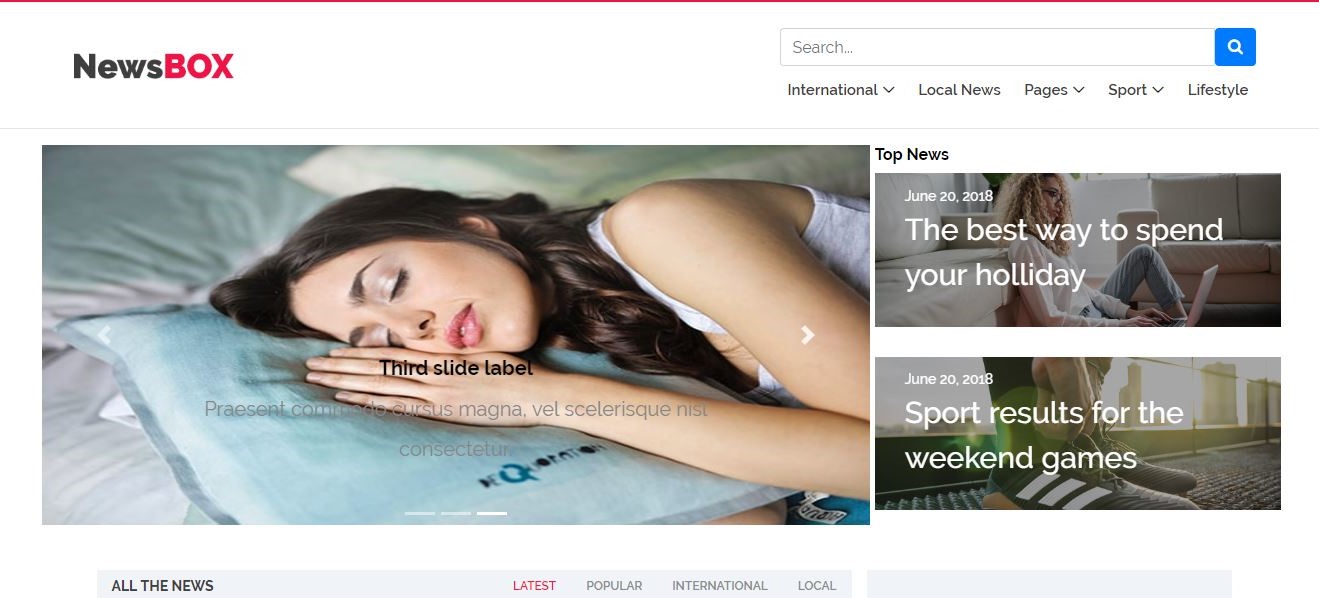 NewsBOX
Search...
International
Local News
Pages
Sport
Lifestyle
Third slide label
Praesent commodo cursus magna, vel scelerisque nisl
consectetur.
Top News
June 20, 2018
The best way to spend
your holliday
June 20, 2018
Sport results for the
weekend games
ALL THE NEWS
LATEST
POPULAR
INTERNATIONAL
LOCAL